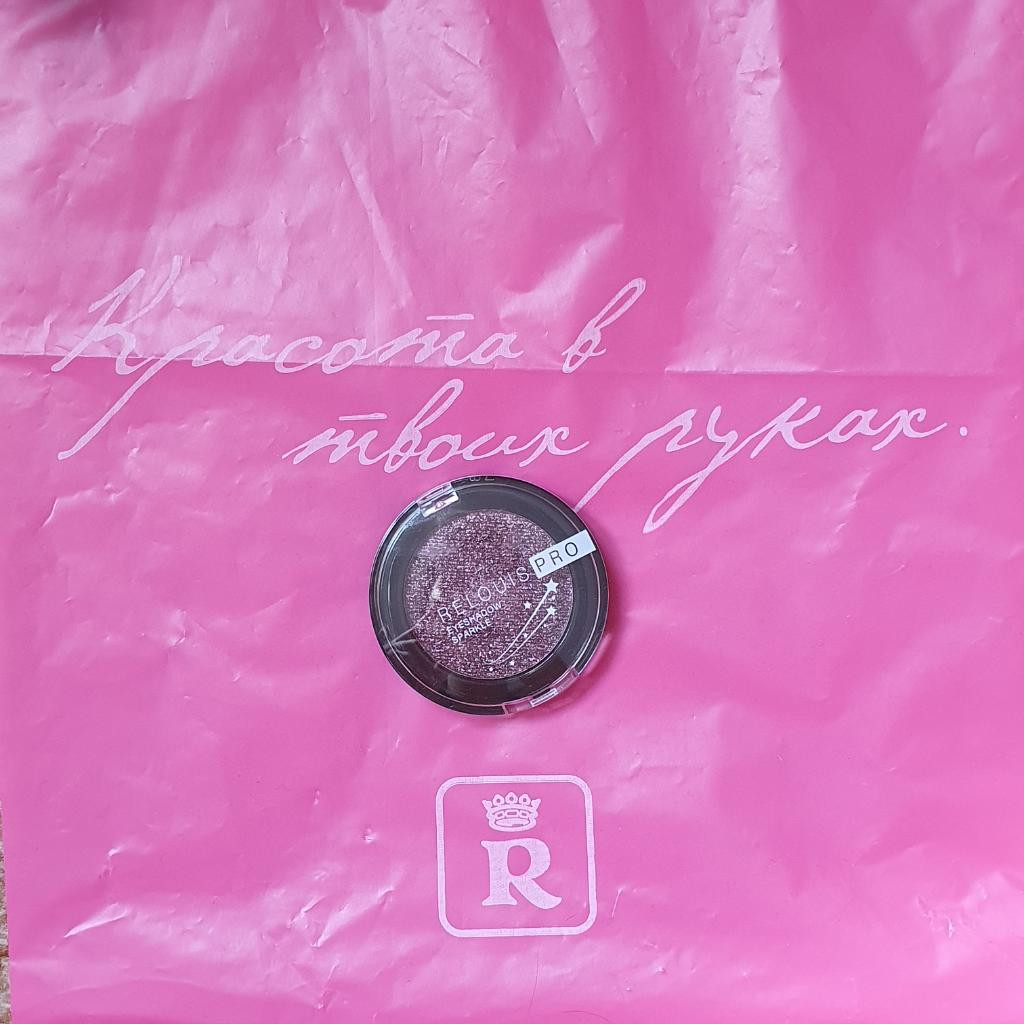 Красота в
твоих руках.
RELOUIS PRO
EYESHADOW
SPARKLE
R